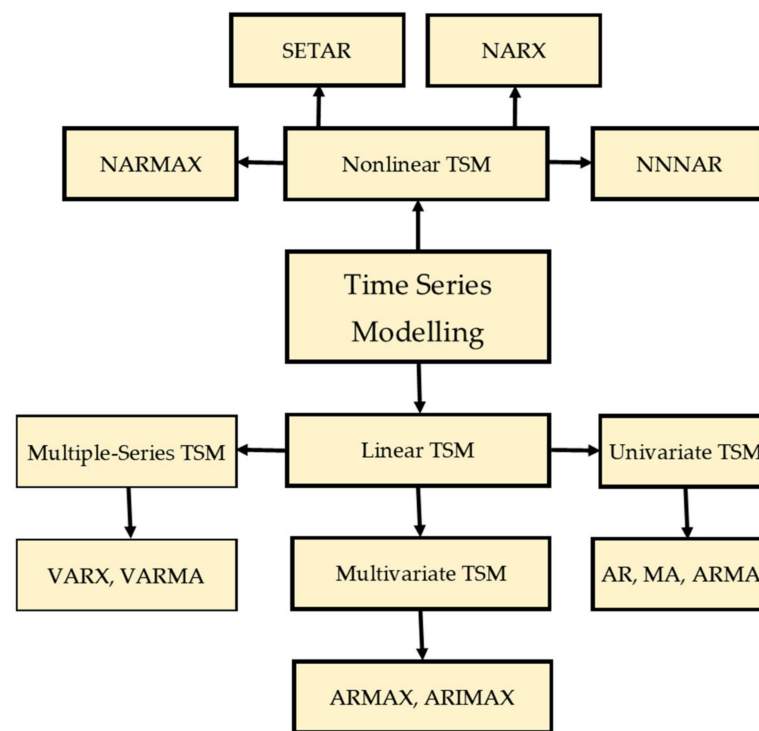 SETAR
NARX
NARMAX
Nonlinear TSM
NNNAR
Time Series
Modelling
Multiple-Series TSM
Linear TSM
Univariate TSM
VARX, VARMA
Multivariate TSM
AR, MA, ARMA
ARMAX, ARIMAX